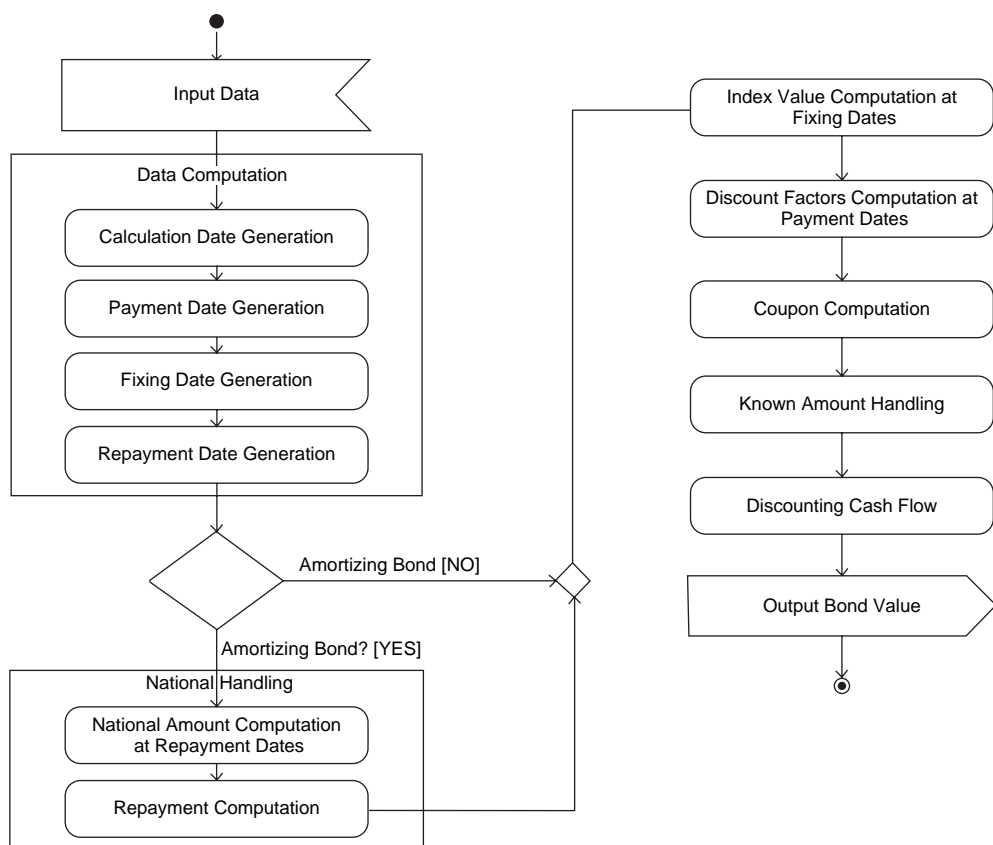 Input Data
Data Computation
Calculation Date Generation
Payment Date Generation
Fixing Date Generation
Repayment Date Generation
Amortizing Bond [NO]
Amortizing Bond? [YES]
National Handling
National Amount Computation
at Repayment Dates
Repayment Computation
Index Value Computation at
Fixing Dates
Discount Factors Computation at
Payment Dates
Coupon Computation
Known Amount Handling
Discounting Cash Flow
Output Bond Value